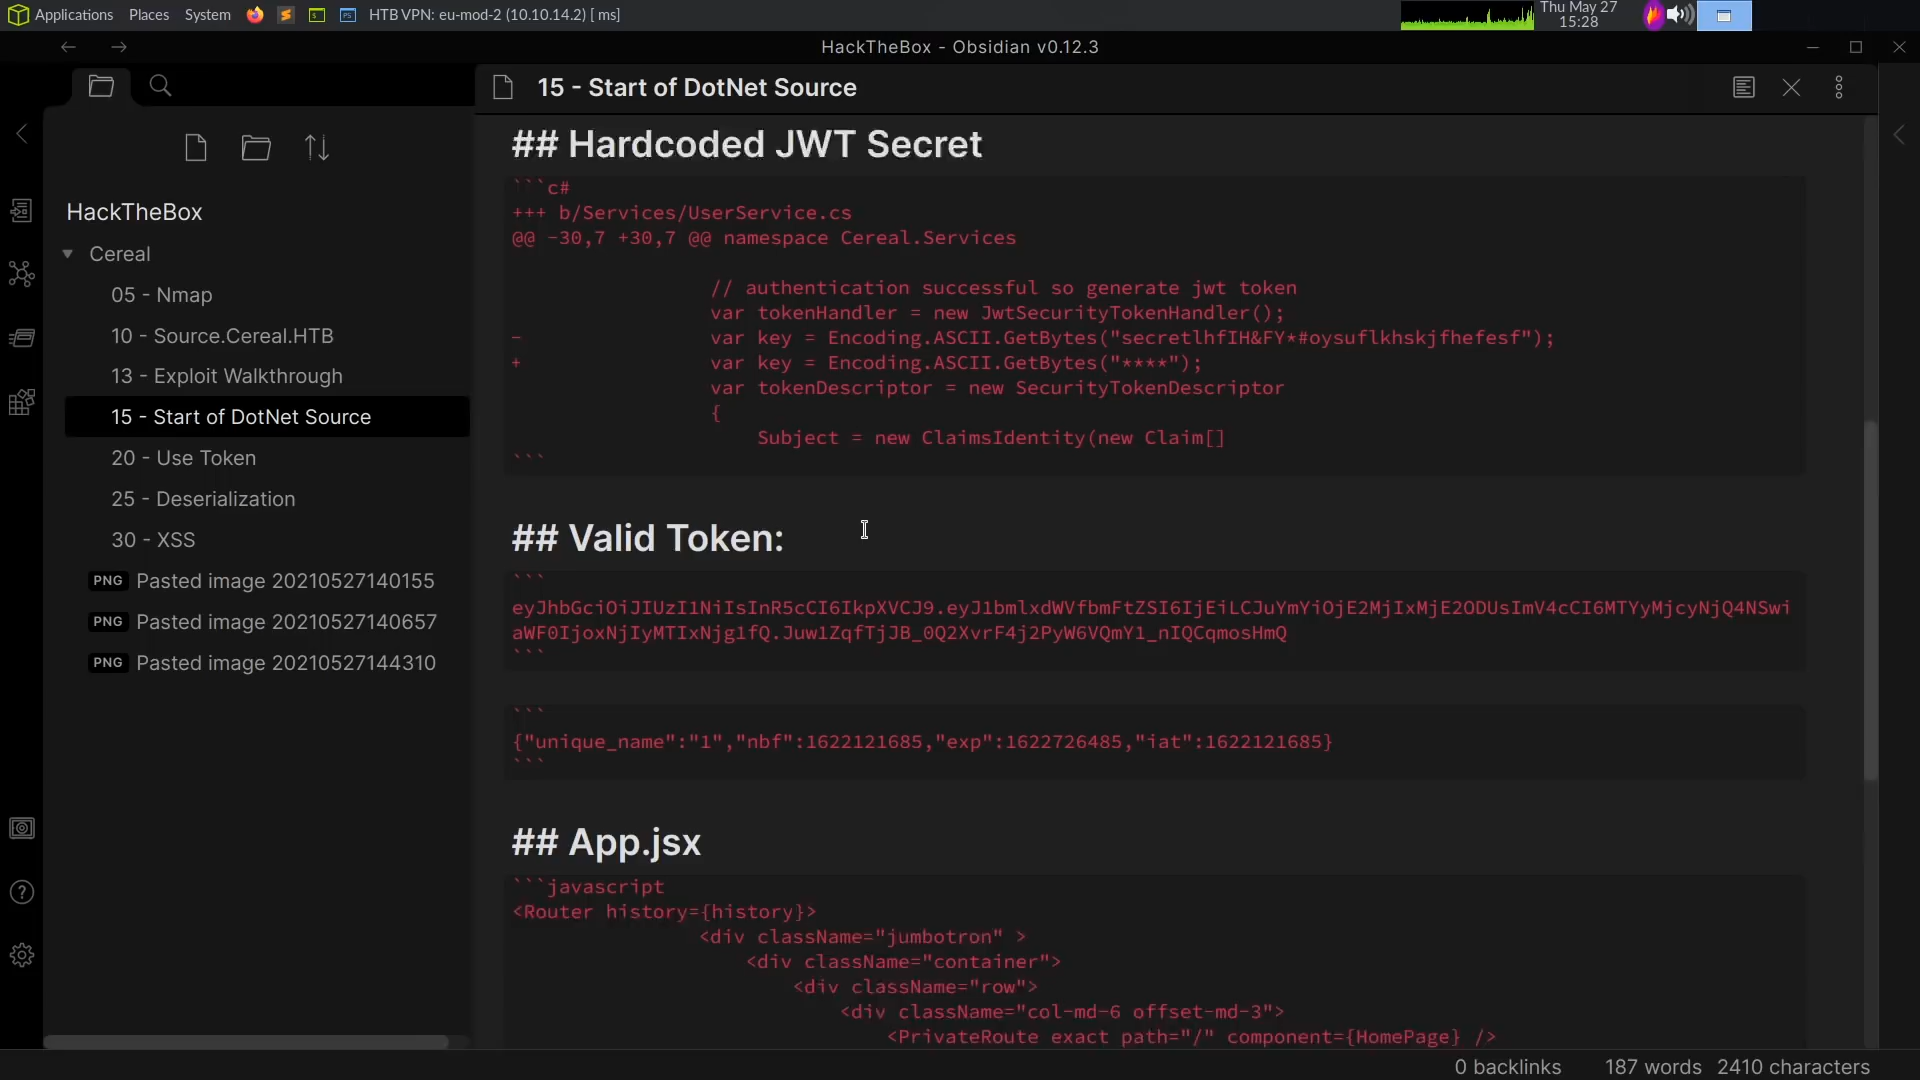 Applications Places System HTB VPN: eu-mod-2 (10.10.14.2) [ ms] Thu May 27 15:28
HackTheBox - Obsidian v0.12.3
15 - Start of DotNet Source
HackTheBox
Cereal
05 - Nmap
10 - Source.Cereal.HTB
13 - Exploit Walkthrough
15 - Start of DotNet Source
20 - Use Token
25 - Deserialization
30 - XSS
PNG Pasted image 20210527140155
PNG Pasted image 20210527140657
PNG Pasted image 20210527144310
## Hardcoded JWT Secret
```c#
+++ b/Services/UserService.cs
@@ -30,7 +30,7 @@ namespace Cereal.Services
// authentication successful so generate jwt token
var tokenHandler = new JwtSecurityTokenHandler();
- var key = Encoding.ASCII.GetBytes("secretlhfIH&FY*#oysuflkhskjfhefesf");
+ var key = Encoding.ASCII.GetBytes("****");
var tokenDescriptor = new SecurityTokenDescriptor
{
Subject = new ClaimsIdentity(new Claim[]
```
## Valid Token:
```
eyJhbGciOiJIUzI1NiIsInR5cCI6IkpXVCJ9.eyJ1bmlxdWVfbmFtZSI6IjEiLCJuYmYiOjE2MjIxMjE2ODUsImV4cCI6MTYyMjcyNjQ4NSwi
aWF0IjoxNjIyMTIxNjg1fQ.Juw1ZqfTjJB_0Q2XvrF4j2PyW6VQmY1_nIQCqmosHmQ
```
```
{"unique_name":"1","nbf":1622121685,"exp":1622726485,"iat":1622121685}
```
## App.jsx
```javascript
<Router history={history}>
<div className="jumbotron" >
<div className="container">
<div className="row">
<div className="col-md-6 offset-md-3">
<PrivateRoute exact path="/" component={HomePage} />
0 backlinks 187 words 2410 characters